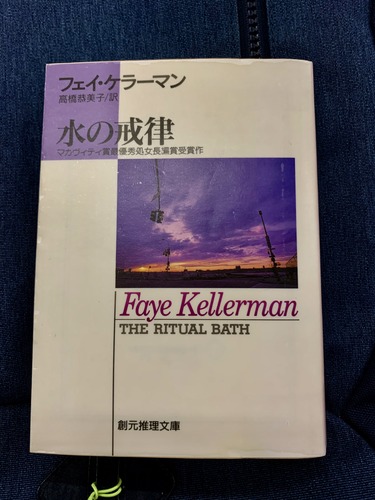 フェイ・ケラーマン
高橋恭美子/訳
水の戒律
マカヴィティ賞最優秀処女長編賞受賞作
Faye Kellerman
THE RITUAL BATH
創元推理文庫